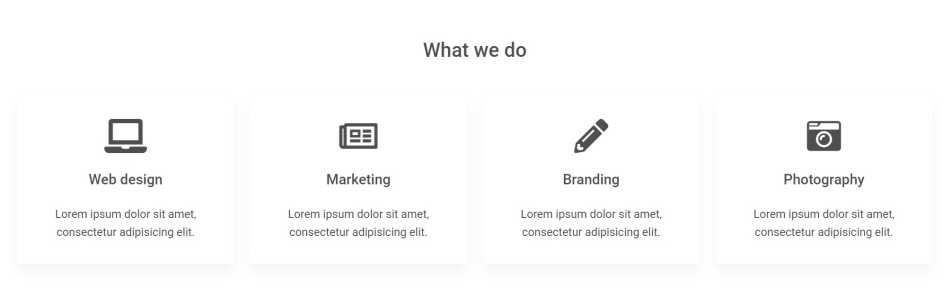 What we do
Web design
Lorem ipsum dolor sit amet,
consectetur adipisicing elit.
Marketing
Lorem ipsum dolor sit amet,
consectetur adipisicing elit.
Branding
Lorem ipsum dolor sit amet,
consectetur adipisicing elit.
Photography
Lorem ipsum dolor sit amet,
consectetur adipisicing elit.